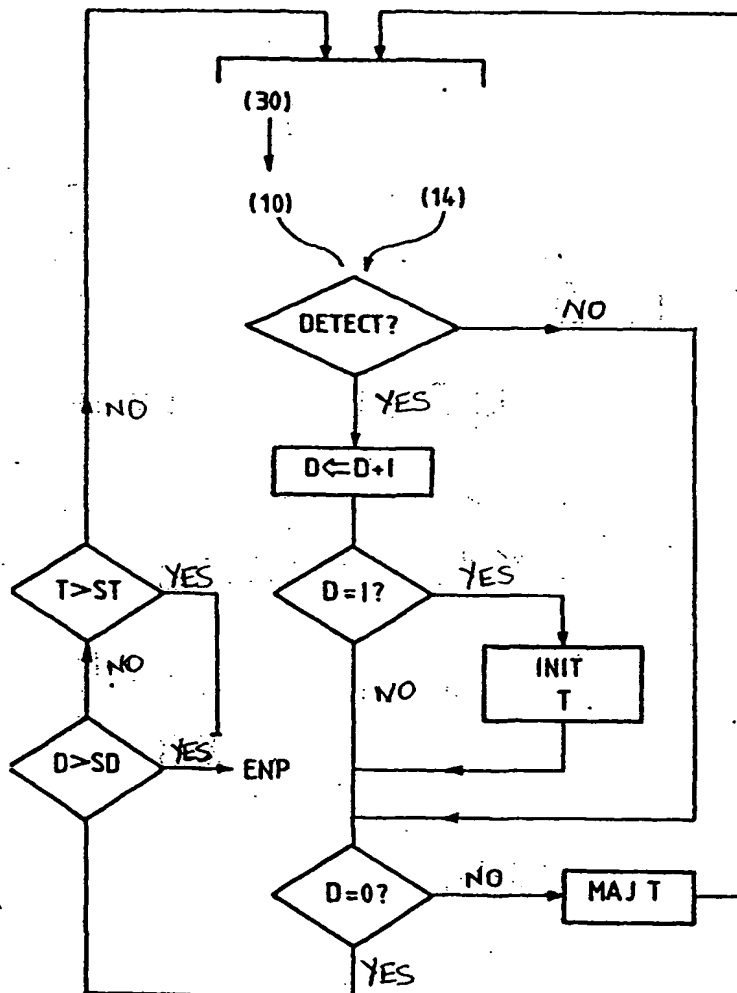 (30)
(10)
(14)
DETECT?
NO
YES
NO
D⇐D+1
T>ST
YES
D=1?
YES
INIT
T
NO
NO
D>SD
YES
ENP
D=0?
NO
MAJ T
YES